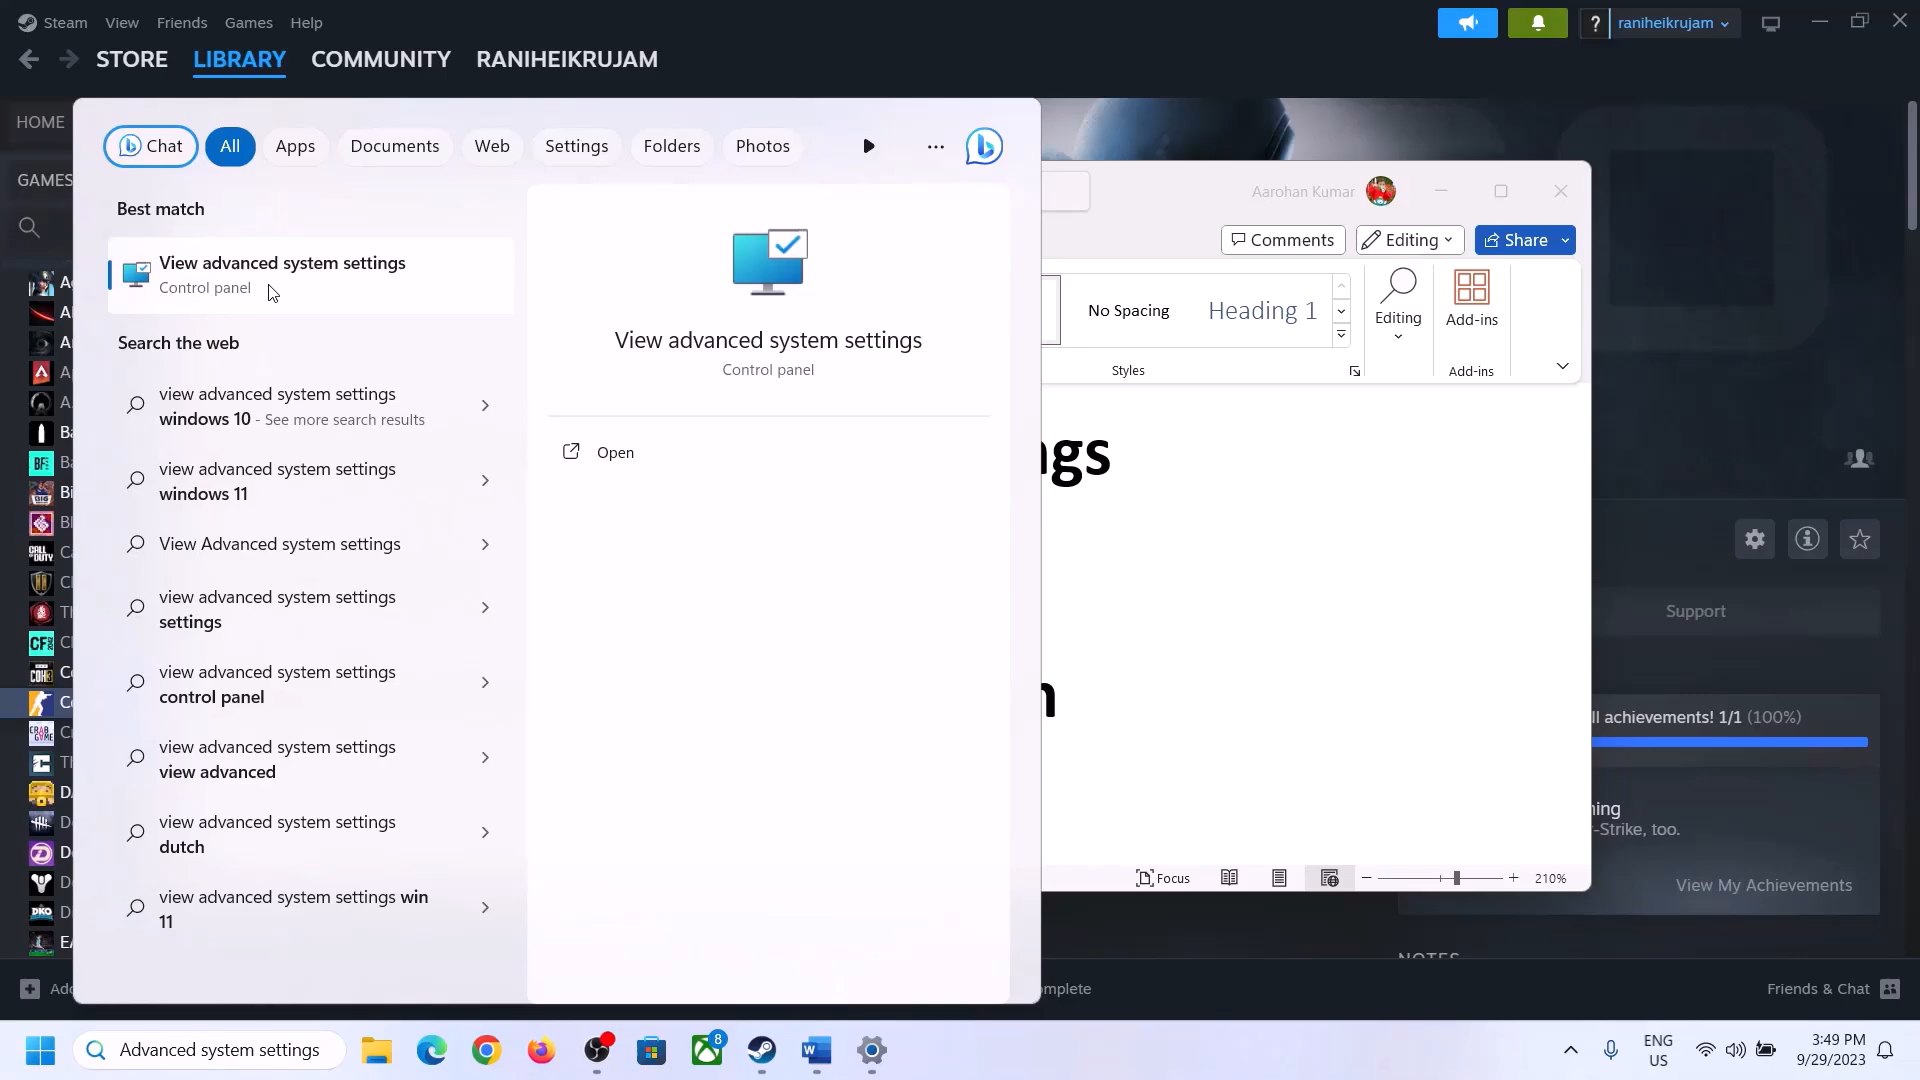 Steam View Friends Games Help
? raniheikrujam
STORE LIBRARY COMMUNITY RANIHEIKRUJAM
HOME
Chat All Apps Documents Web Settings Folders Photos
Aarohan Kumar
GAMES
Best match
Comments Editing Share
View advanced system settings
Control panel
No Spacing Heading 1
Editing
Add-ins
Styles
Add-ins
Search the web
view advanced system settings
windows 10 - See more search results
view advanced system settings
windows 11
View Advanced system settings
view advanced system settings
settings
view advanced system settings
control panel
view advanced system settings
view advanced
view advanced system settings
dutch
view advanced system settings win
11
View advanced system settings
Control panel
Open
ngs
n
Focus
210%
Support
ll achievements! 1/1 (100%)
ning
-Strike, too.
View My Achievements
NOTES
Add
mplete
Friends & Chat
Advanced system settings
8
ENG
US
3:49 PM
9/29/2023